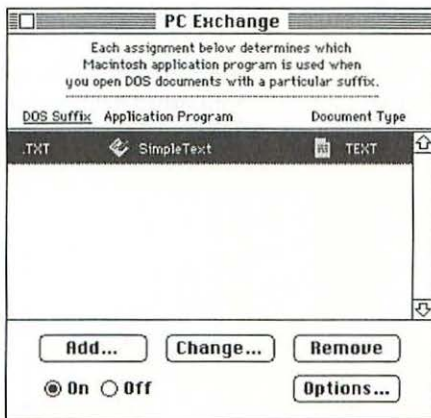 PC Exchange
Each assignment below determines which
Macintosh application program is used when
you open DOS documents with a particular suffix.
DOS Suffix Application Program Document Type
.TXT SimpleText TEXT
Add... Change... Remove
On Off Options...